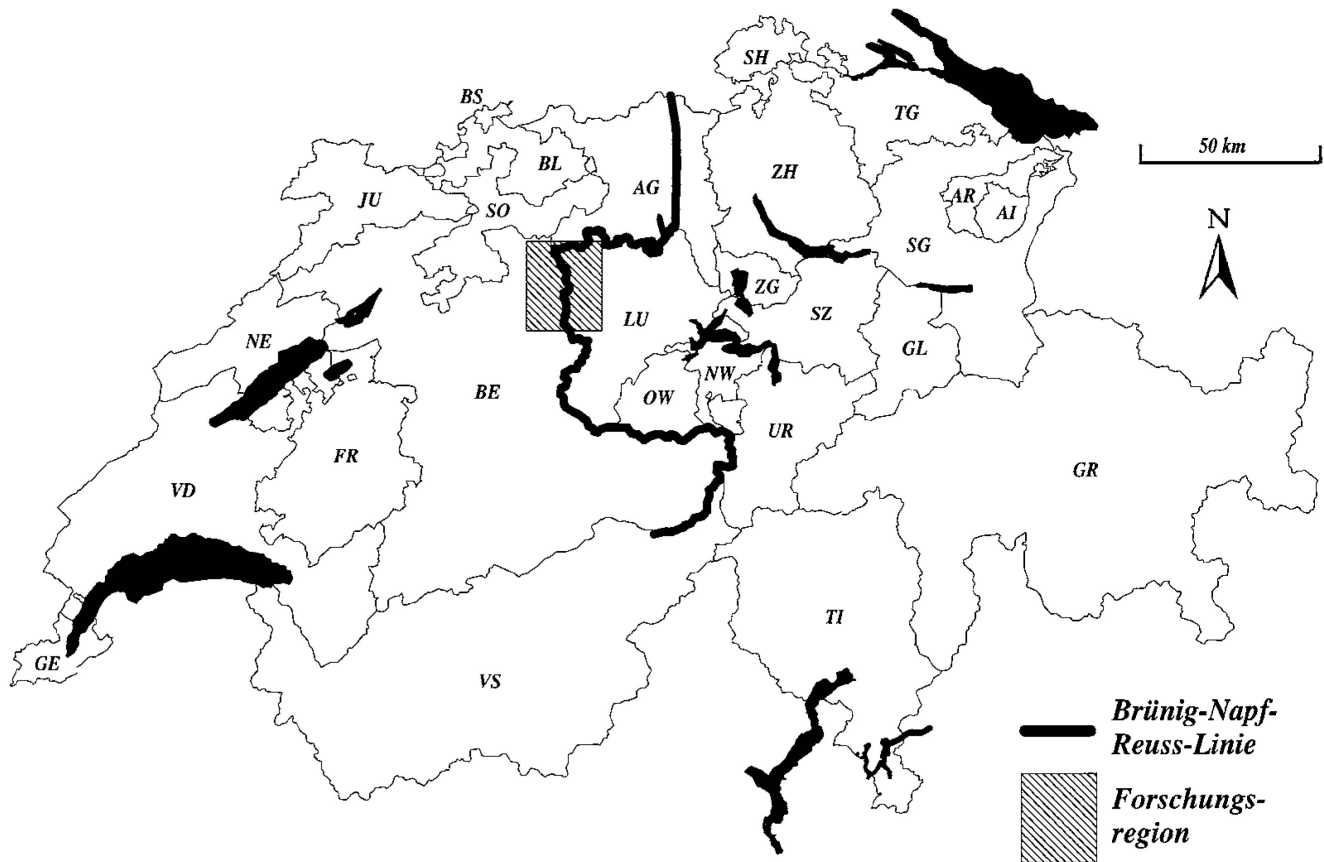 SH
BS
TG
50 km
BL
ZH
AG
JU
AR
AI
SO
SG
N
ZG
LU
SZ
NE
GL
NW
BE
OW
UR
FR
GR
VD
TI
GE
VS
Brünig-Napf-
Reuss-Linie
Forschungs-
region